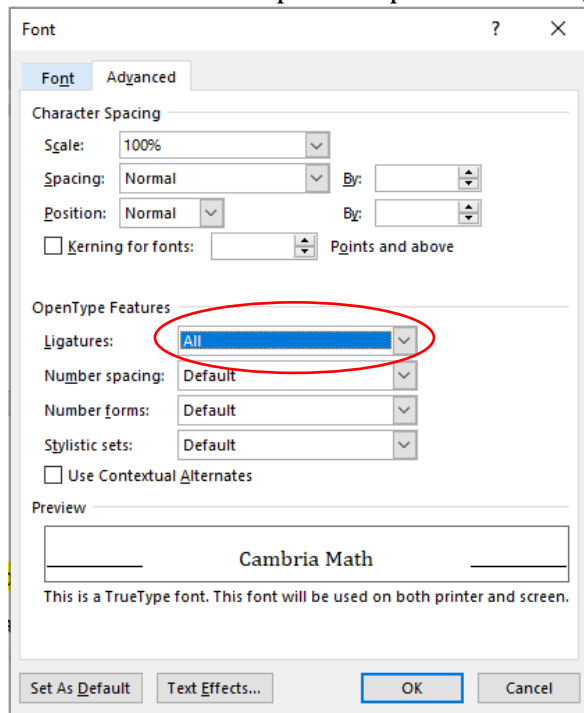 Font ?
Font Advanced
Character Spacing
Scale: 100%
Spacing: Normal By:
Position: Normal By:
Kerning for fonts: Points and above
OpenType Features
Ligatures: All
Number spacing: Default
Number forms: Default
Stylistic sets: Default
Use Contextual Alternates
Preview
Cambria Math
This is a TrueType font. This font will be used on both printer and screen.
Set As Default Text Effects... OK Cancel